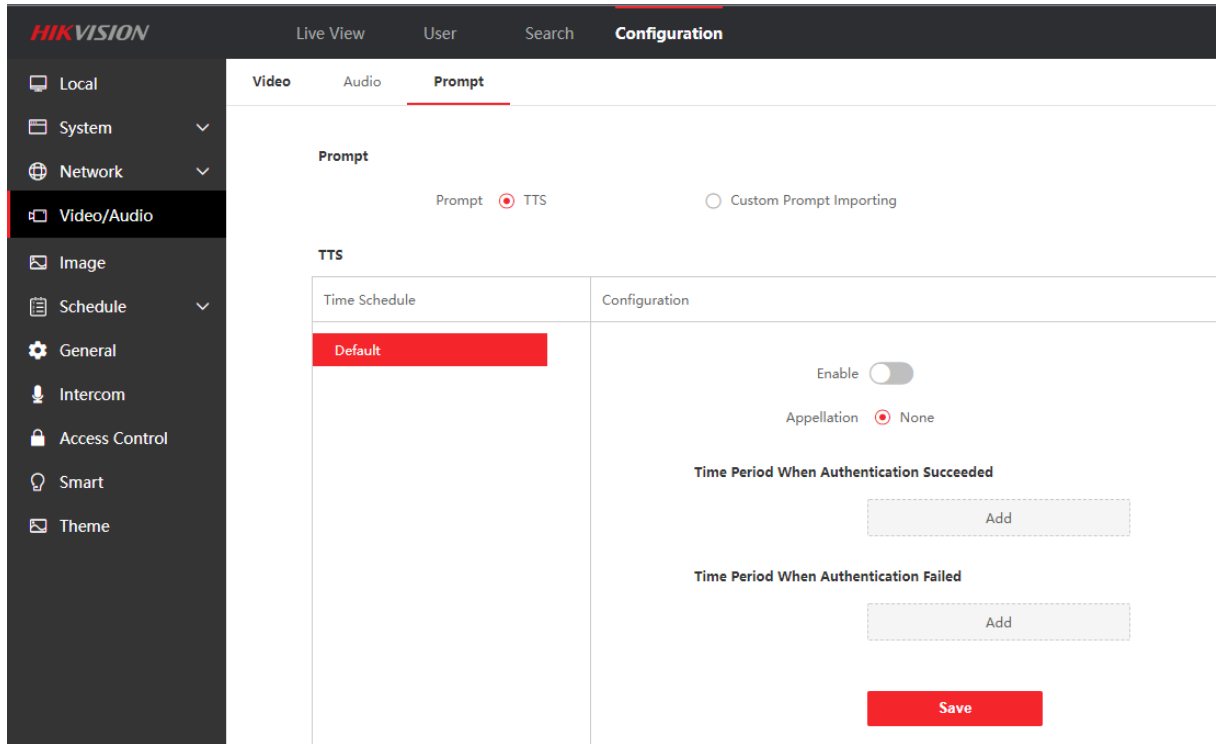 HIKVISION Live View User Search Configuration
Local
Video Audio Prompt
System
Network
Video/Audio
Image
Schedule
General
Intercom
Access Control
Smart
Theme
Prompt
Prompt TTS Custom Prompt Importing
TTS
Time Schedule Configuration
Default
Enable
Appellation None
Time Period When Authentication Succeeded
Add
Time Period When Authentication Failed
Add
Save